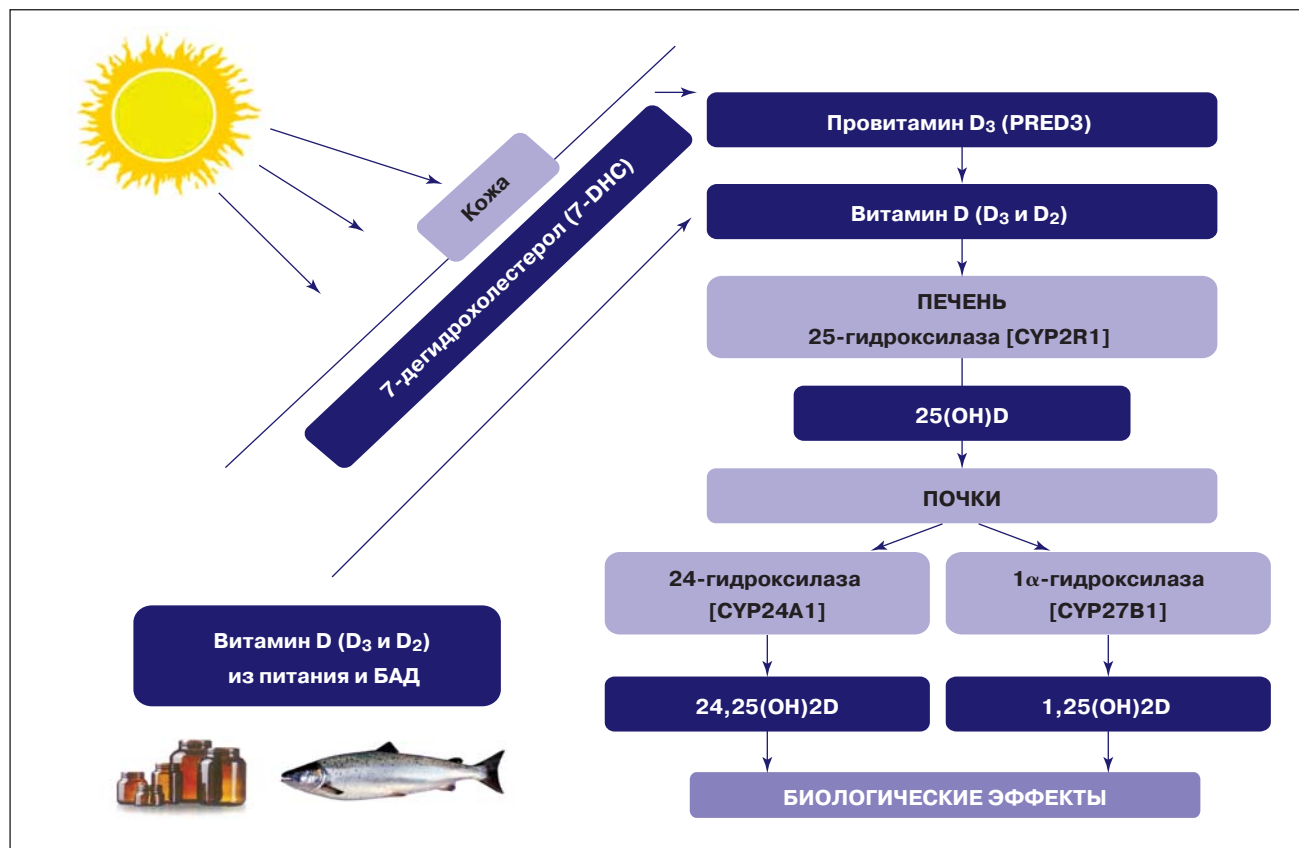 Кожа
7-дегидрохолестерол (7-DHC)
Провитамин D₃ (PRED3)
Витамин D (D₃ и D₂)
ПЕЧЕНЬ
25-гидроксилаза [CYP2R1]
25(OH)D
ПОЧКИ
24-гидроксилаза
[CYP24A1]
1α-гидроксилаза
[CYP27B1]
Витамин D (D₃ и D₂)
из питания и БАД
24,25(OH)2D
1,25(OH)2D
БИОЛОГИЧЕСКИЕ ЭФФЕКТЫ